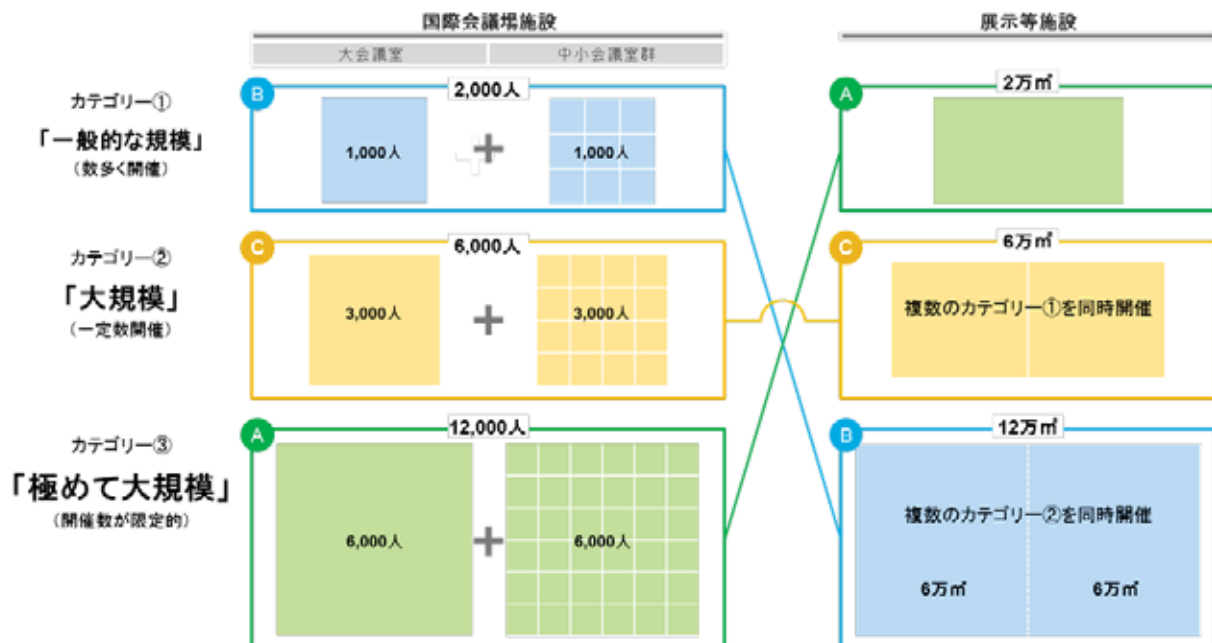 国際会議場施設
展示等施設
大会議室
中小会議室群
カテゴリー①
「一般的な規模」
（数多く開催）
B
2,000人
1,000人
+
1,000人
A
2万㎡
カテゴリー②
「大規模」
（一定数開催）
C
6,000人
3,000人
+
3,000人
C
6万㎡
複数のカテゴリー①を同時開催
カテゴリー③
「極めて大規模」
（開催数が限定的）
A
12,000人
6,000人
+
6,000人
B
12万㎡
複数のカテゴリー②を同時開催
6万㎡
6万㎡